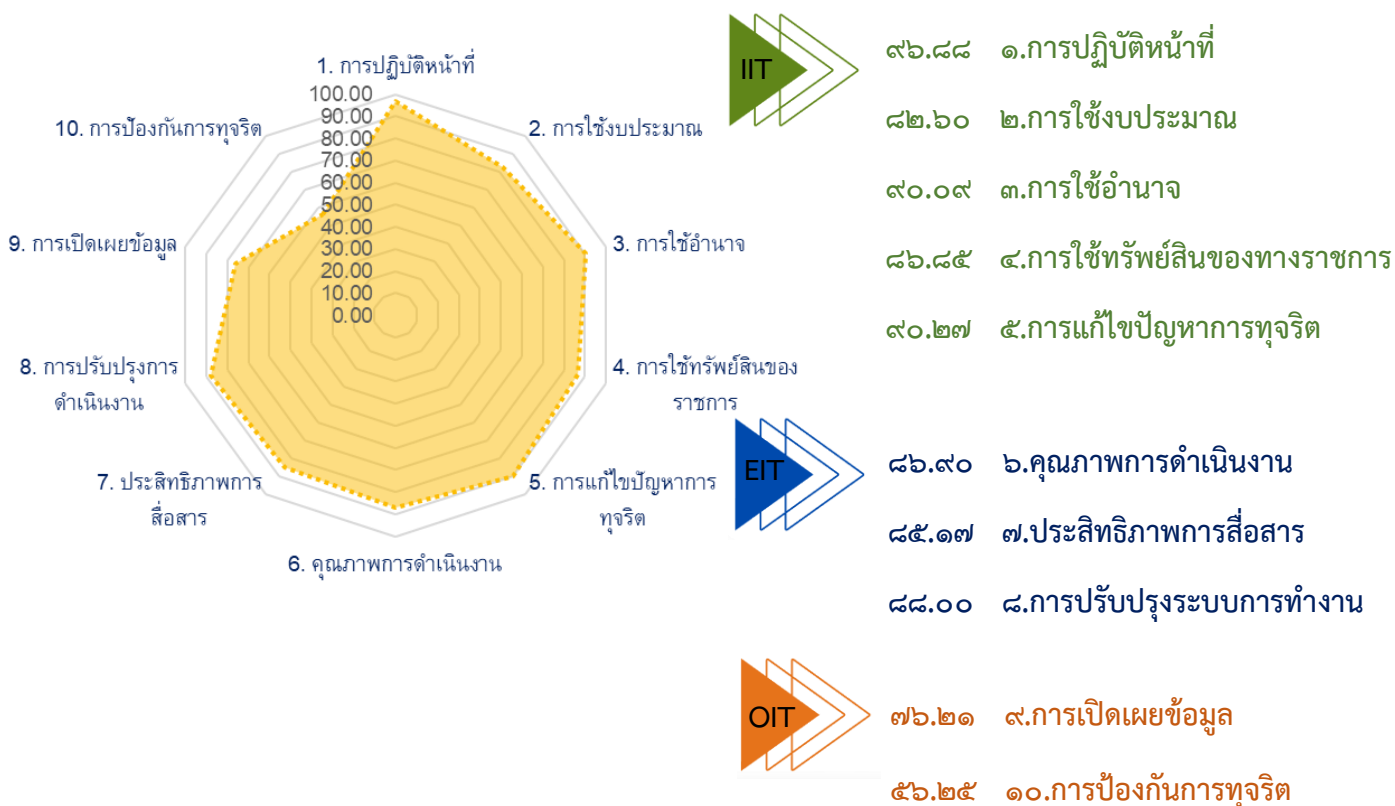 1. การปฏิบัติหน้าที่
100.00
90.00
80.00
70.00
60.00
50.00
40.00
30.00
20.00
10.00
0.00
2. การใช้งบประมาณ
3. การใช้อำนาจ
4. การใช้ทรัพย์สินของ
ราชการ
5. การแก้ไขปัญหาการ
ทุจริต
6. คุณภาพการดำเนินงาน
7. ประสิทธิภาพการ
สื่อสาร
8. การปรับปรุงการ
ดำเนินงาน
9. การเปิดเผยข้อมูล
10. การป้องกันการทุจริต
IIT
๙๖.๘๘ ๑.การปฏิบัติหน้าที่
๘๒.๖๐ ๒.การใช้งบประมาณ
๙๐.๐๙ ๓.การใช้อำนาจ
๘๖.๘๕ ๔.การใช้ทรัพย์สินของทางราชการ
๙๐.๒๗ ๕.การแก้ไขปัญหาการทุจริต
EIT
๘๖.๙๐ ๖.คุณภาพการดำเนินงาน
๘๕.๑๗ ๗.ประสิทธิภาพการสื่อสาร
๘๘.๐๐ ๘.การปรับปรุงระบบการทำงาน
OIT
๗๖.๒๑ ๙.การเปิดเผยข้อมูล
๕๖.๒๕ ๑๐.การป้องกันการทุจริต